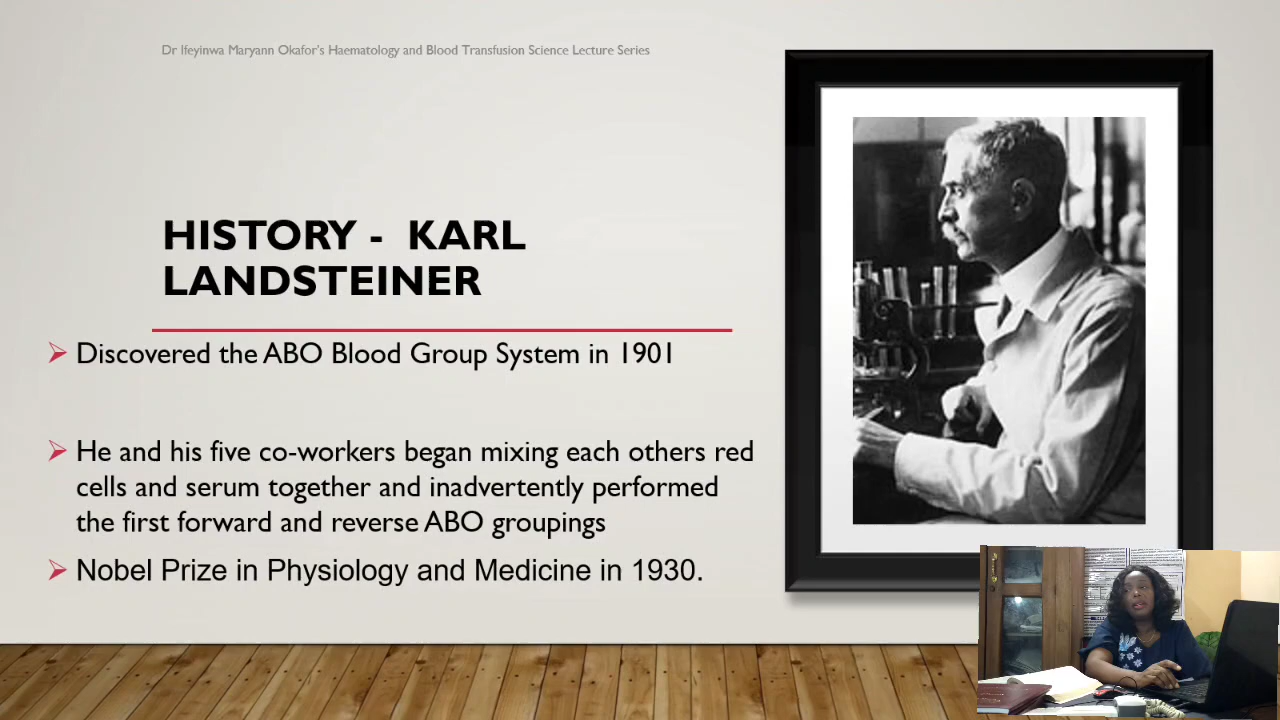 Dr Ifeyinwa Maryann Okafor's Haematology and Blood Transfusion Science Lecture Series
HISTORY - KARL
LANDSTEINER
Discovered the ABO Blood Group System in 1901
He and his five co-workers began mixing each others red
cells and serum together and inadvertently performed
the first forward and reverse ABO groupings
Nobel Prize in Physiology and Medicine in 1930.